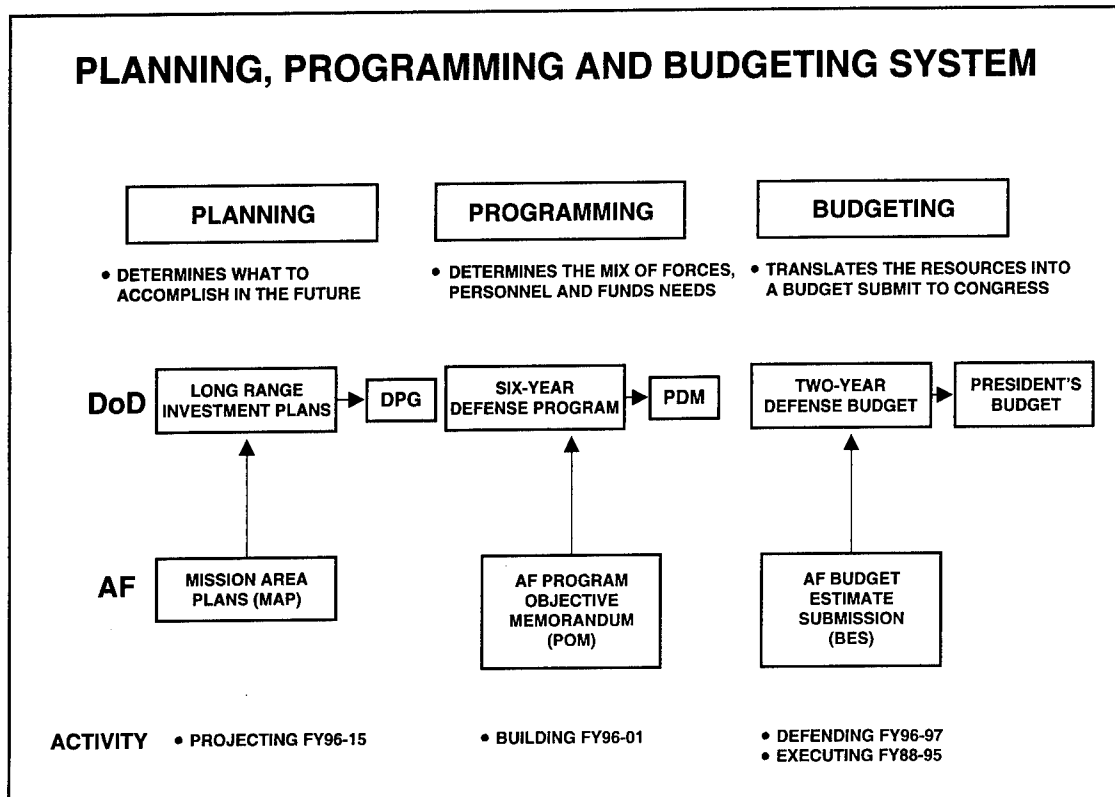 PLANNING, PROGRAMMING AND BUDGETING SYSTEM
PLANNING
PROGRAMMING
BUDGETING
• DETERMINES WHAT TO
ACCOMPLISH IN THE FUTURE
• DETERMINES THE MIX OF FORCES,
PERSONNEL AND FUNDS NEEDS
• TRANSLATES THE RESOURCES INTO
A BUDGET SUBMIT TO CONGRESS
DoD
LONG RANGE
INVESTMENT PLANS
DPG
SIX-YEAR
DEFENSE PROGRAM
PDM
TWO-YEAR
DEFENSE BUDGET
PRESIDENT'S
BUDGET
AF
MISSION AREA
PLANS (MAP)
AF PROGRAM
OBJECTIVE
MEMORANDUM
(POM)
AF BUDGET
ESTIMATE
SUBMISSION
(BES)
ACTIVITY
• PROJECTING FY96-15
• BUILDING FY96-01
• DEFENDING FY96-97
• EXECUTING FY88-95